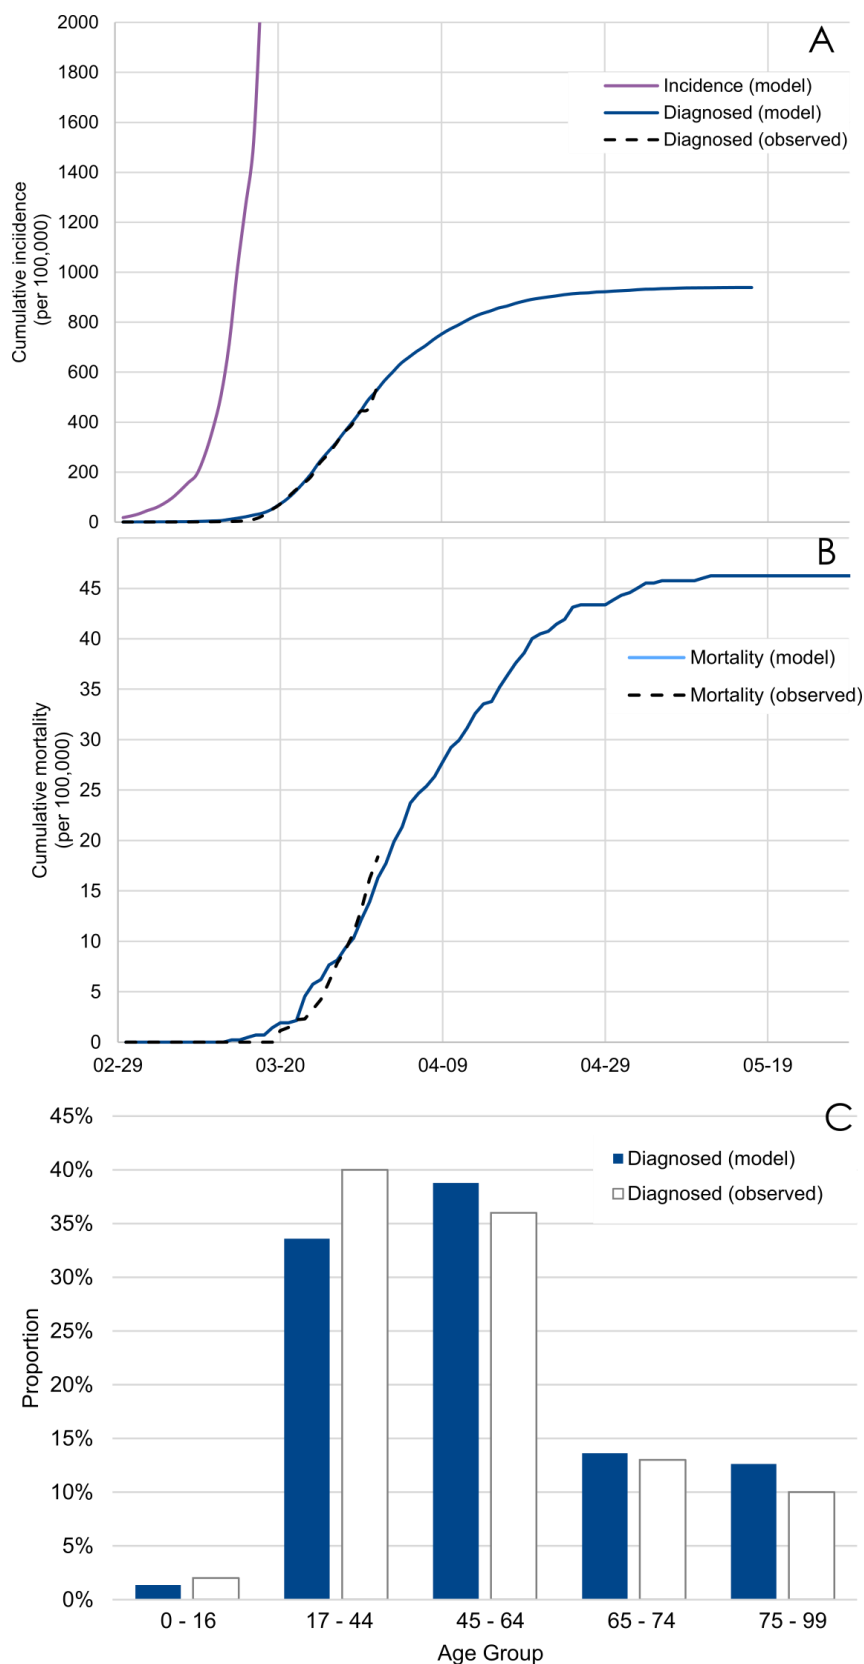 A
2000
1800
1600
1400
1200
1000
800
600
400
200
0
Cumulative inciidence
(per 100,000)
Incidence (model)
Diagnosed (model)
Diagnosed (observed)
B
45
40
35
30
25
20
15
10
5
0
Cumulative mortality
(per 100,000)
Mortality (model)
Mortality (observed)
02-29 03-20 04-09 04-29 05-19
C
45%
40%
35%
30%
25%
20%
15%
10%
5%
0%
Proportion
Diagnosed (model)
Diagnosed (observed)
0 - 16 17 - 44 45 - 64 65 - 74 75 - 99
Age Group